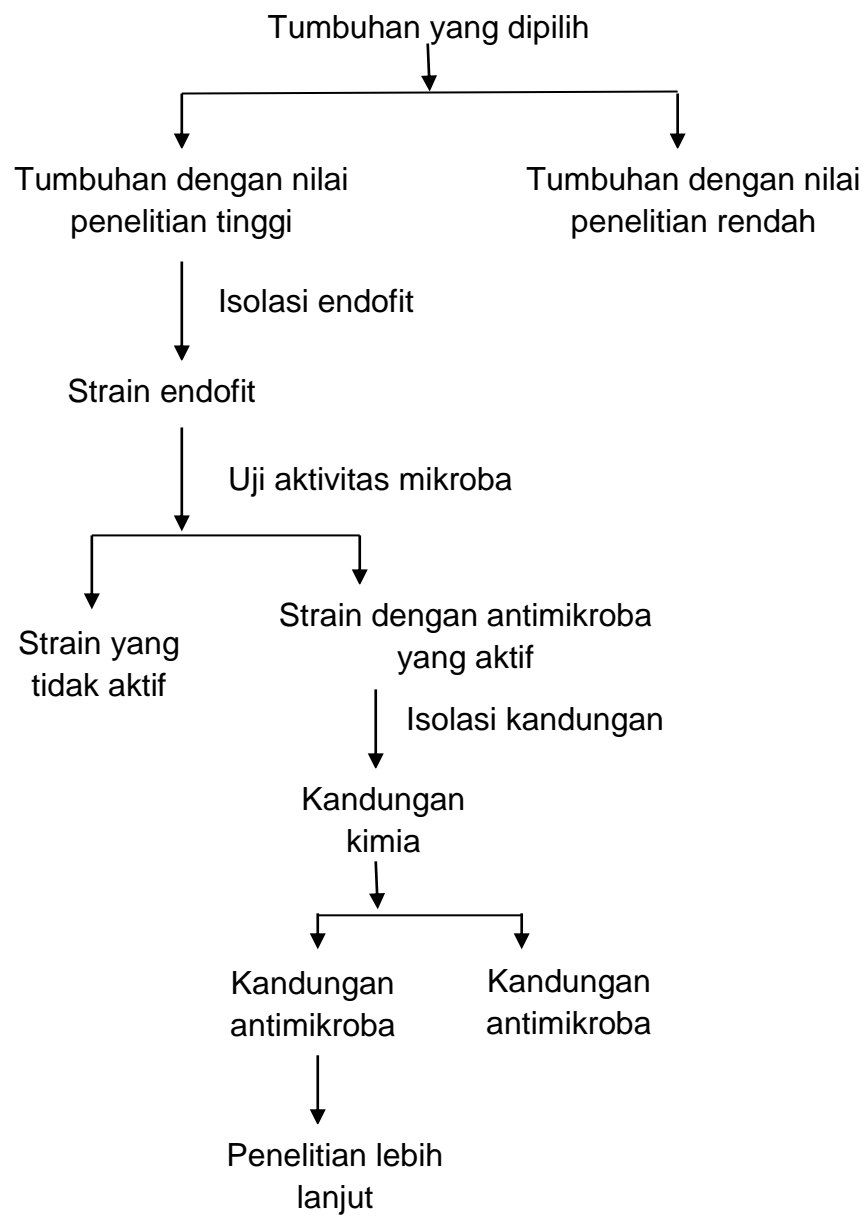 Tumbuhan yang dipilih
Tumbuhan dengan nilai
penelitian tinggi
Tumbuhan dengan nilai
penelitian rendah
Isolasi endofit
Strain endofit
Uji aktivitas mikroba
Strain yang
tidak aktif
Strain dengan antimikroba
yang aktif
Isolasi kandungan
Kandungan
kimia
Kandungan
antimikroba
Kandungan
antimikroba
Penelitian lebih
lanjut